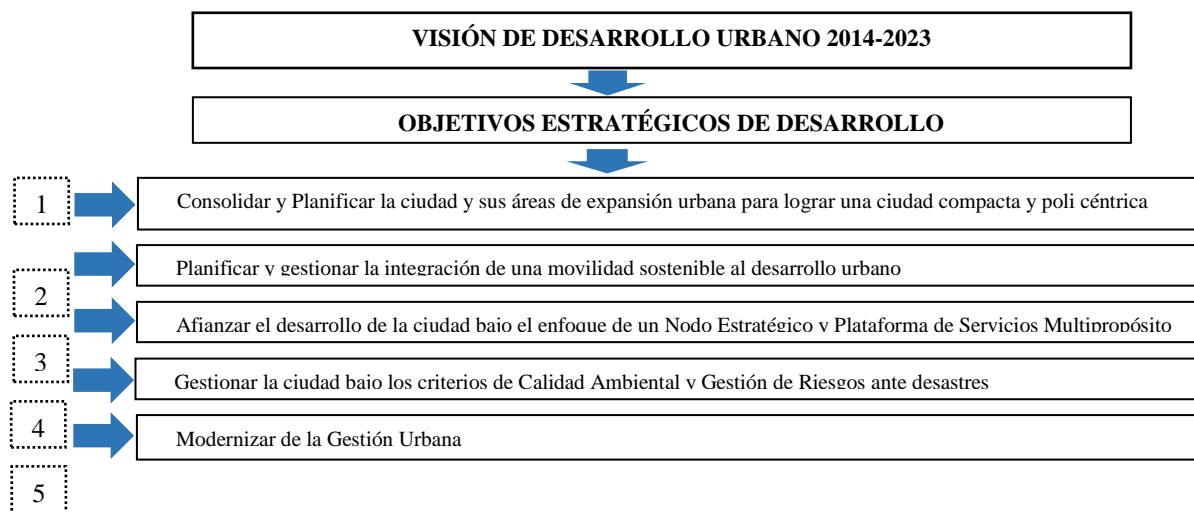 VISIÓN DE DESARROLLO URBANO 2014-2023
OBJETIVOS ESTRATÉGICOS DE DESARROLLO
1
Consolidar y Planificar la ciudad y sus áreas de expansión urbana para lograr una ciudad compacta y poli céntrica
Planificar y gestionar la integración de una movilidad sostenible al desarrollo urbano
2
Afianzar el desarrollo de la ciudad bajo el enfoque de un Nodo Estratégico y Plataforma de Servicios Multipropósito
3
Gestionar la ciudad bajo los criterios de Calidad Ambiental y Gestión de Riesgos ante desastres
4
Modernizar de la Gestión Urbana
5